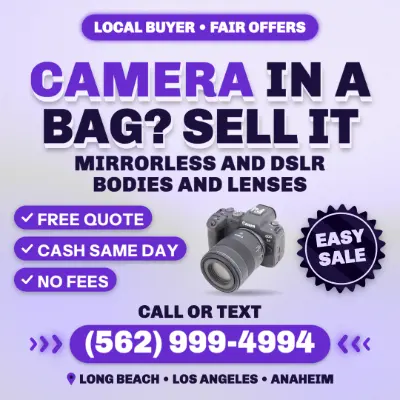 LOCAL BUYER • FAIR OFFERS
CAMERA IN A
BAG? SELL IT
MIRRORLESS AND DSLR
BODIES AND LENSES
FREE QUOTE
CASH SAME DAY
NO FEES
EASY
SALE
CALL OR TEXT
(562) 999-4994
LONG BEACH • LOS ANGELES • ANAHEIM